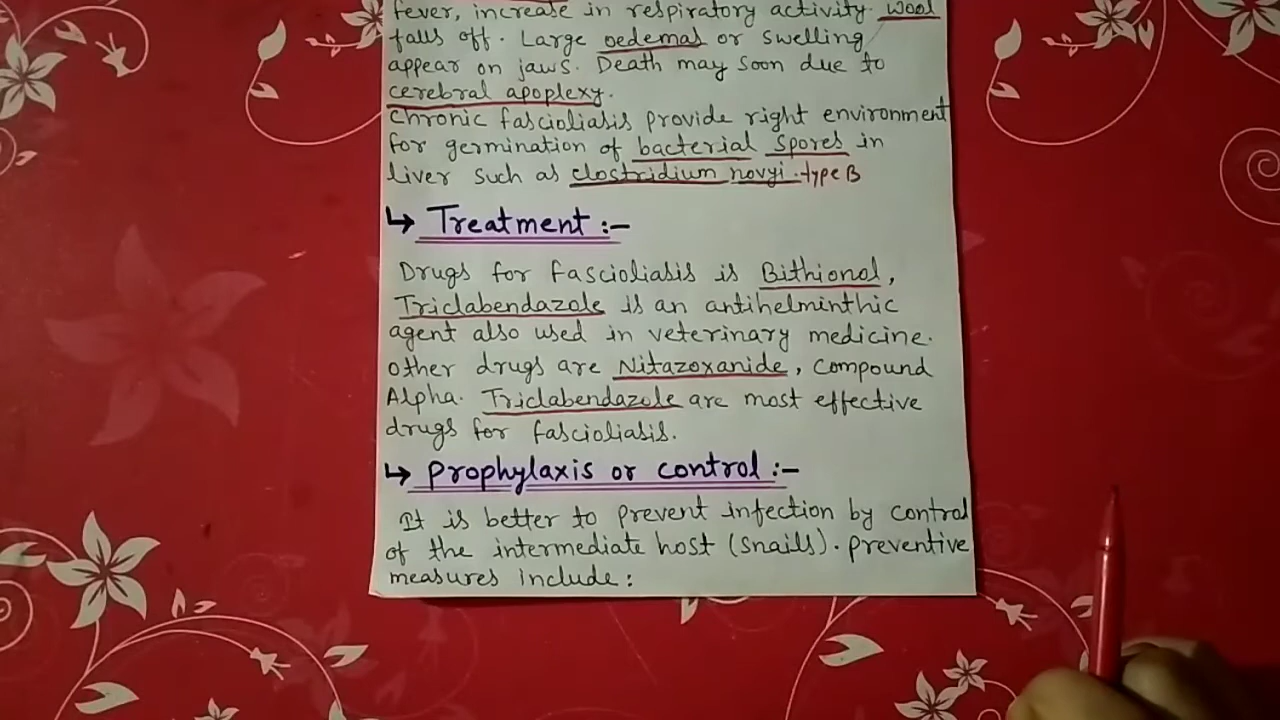 fever, increase in respiratory activity. Wool
falls off. Large oedemas or swelling
appear on jaws. Death may soon due to
cerebral apoplexy.
Chronic fascioliasis provide right environment
for germination of bacterial spores in
liver such as clostridium novyi type B
↳ Treatment :-
Drugs for fascioliasis is Bithional,
Triclabendazole is an antihelminthic
agent also used in veterinary medicine.
Other drugs are Nitazoxanide, compound
Alpha. Triclabendazole are most effective
drugs for fascioliasis.
↳ Prophylaxis or control :-
It is better to prevent infection by control
of the intermediate host (snails). preventive
measures include :